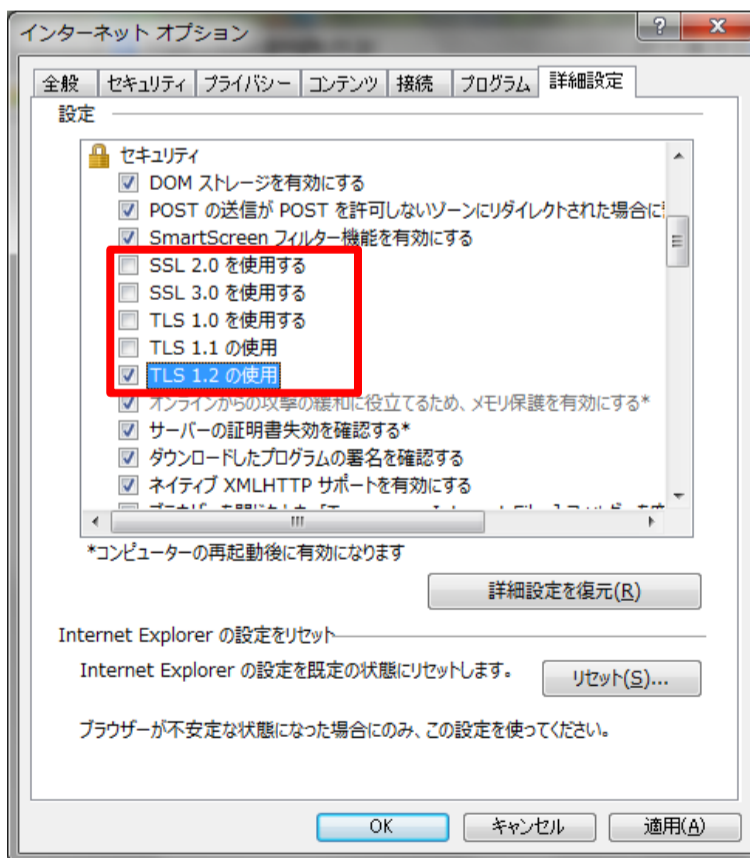 インターネット オプション
全般 セキュリティ プライバシー コンテンツ 接続 プログラム 詳細設定
設定
セキュリティ
DOM ストレージを有効にする
POST の送信が POST を許可しないゾーンにリダイレクトされた場合に
SmartScreen フィルター機能を有効にする
SSL 2.0 を使用する
SSL 3.0 を使用する
TLS 1.0 を使用する
TLS 1.1 の使用
TLS 1.2 の使用
オンラインからの攻撃の緩和に役立てるため、メモリ保護を有効にする*
サーバーの証明書失効を確認する*
ダウンロードしたプログラムの署名を確認する
ネイティブ XMLHTTP サポートを有効にする
*コンピューターの再起動後に有効になります
詳細設定を復元(R)
Internet Explorer の設定をリセット
Internet Explorer の設定を既定の状態にリセットします。
リセット(S)...
ブラウザーが不安定な状態になった場合にのみ、この設定を使ってください。
OK キャンセル 適用(A)